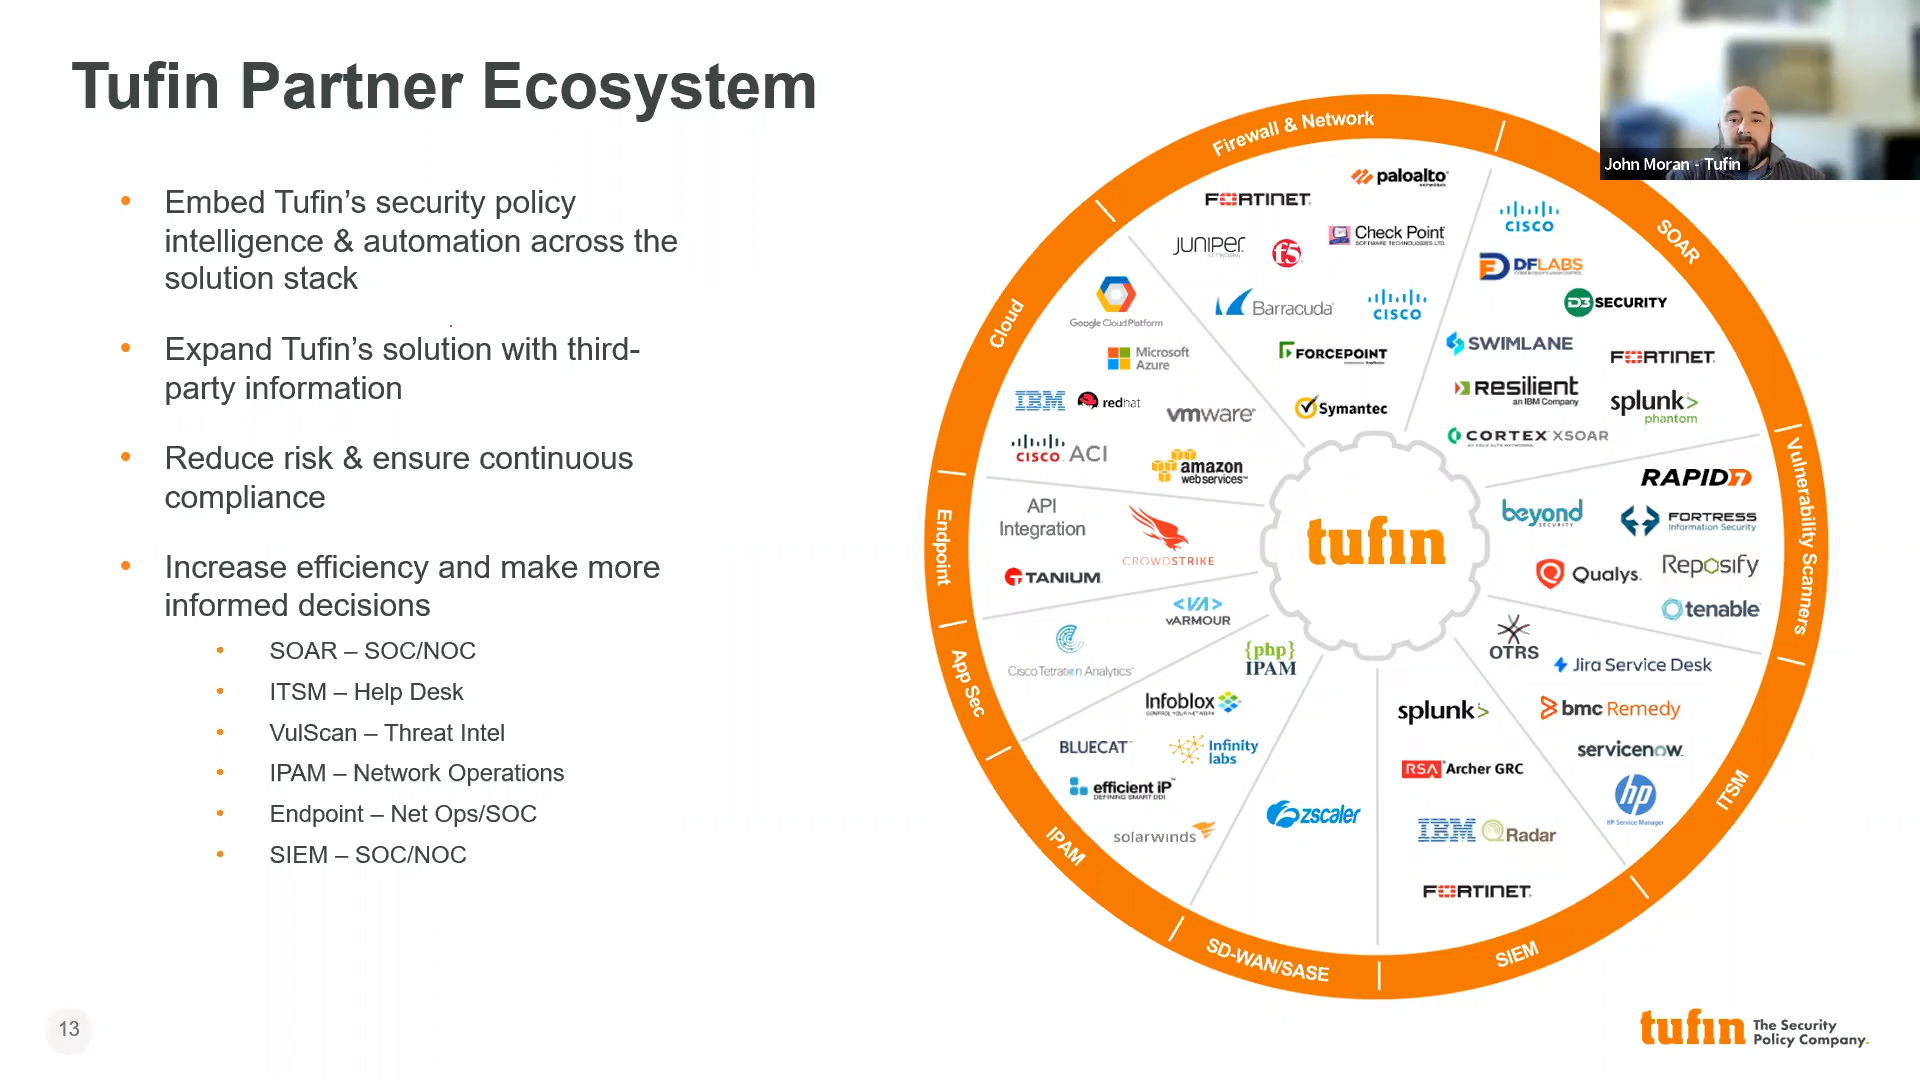 Tufin Partner Ecosystem
• Embed Tufin’s security policy
intelligence & automation across the
solution stack
• Expand Tufin’s solution with third-
party information
• Reduce risk & ensure continuous
compliance
• Increase efficiency and make more
informed decisions
• SOAR – SOC/NOC
• ITSM – Help Desk
• VulScan – Threat Intel
• IPAM – Network Operations
• Endpoint – Net Ops/SOC
• SIEM – SOC/NOC
13
John Moran - Tufin
Firewall & Network
paloalto
NETWORKS
FORTINET
Check Point
SOFTWARE TECHNOLOGIES LTD.
JUNIPER
NETWORKS
f5
Barracuda
CISCO
FORCEPOINT
Symantec
SOAR
CISCO
DFLABS
D3 SECURITY
SWIMLANE
FORTINET
Resilient
an IBM Company
splunk>
phantom
CORTEX XSOAR
Vulnerability Scanners
RAPID7
beyond
SECURITY
FORTRESS
Information Security
Qualys.
Reposify
tenable
ITSM
OTRS
Jira Service Desk
bmc Remedy
servicenow
hp
HP Service Manager
SIEM
splunk>
RSA Archer GRC
IBM QRadar
FORTINET
SD-WAN/SASE
zscaler
IPAM
{php}
IPAM
Infoblox
CONTROL YOUR NETWORK
BLUECAT
Infinity
labs
efficient iP™
DEFINING SMART DDI
solarwinds
App Sec
<VA>
vARMOUR
Cisco Tetration Analytics
Endpoint
API
Integration
CROWDSTRIKE
TANIUM
Cloud
Google Cloud Platform
Microsoft
Azure
IBM
redhat
vmware
CISCO ACI
amazon
webservices™
tufin
tufin The Security
Policy Company.